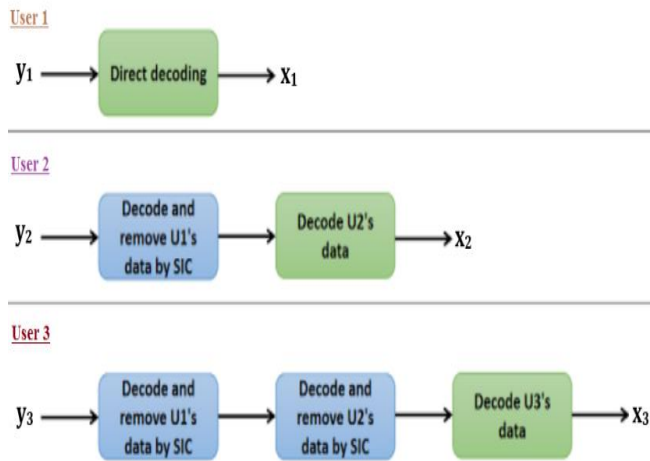 User 1
y₁ Direct decoding x₁
User 2
y₂
Decode and
remove U1's
data by SIC
Decode U2's
data
x₂
User 3
y₃
Decode and
remove U1's
data by SIC
Decode and
remove U2's
data by SIC
Decode U3's
data
x₃